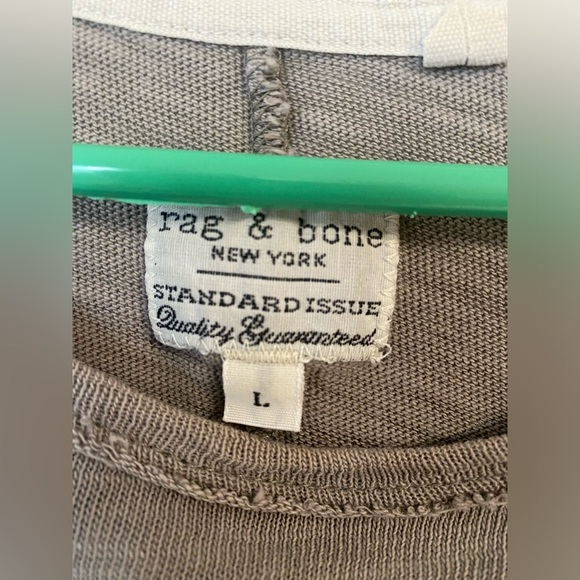 rag & bone
NEW YORK
STANDARD ISSUE
Quality Guaranteed
L